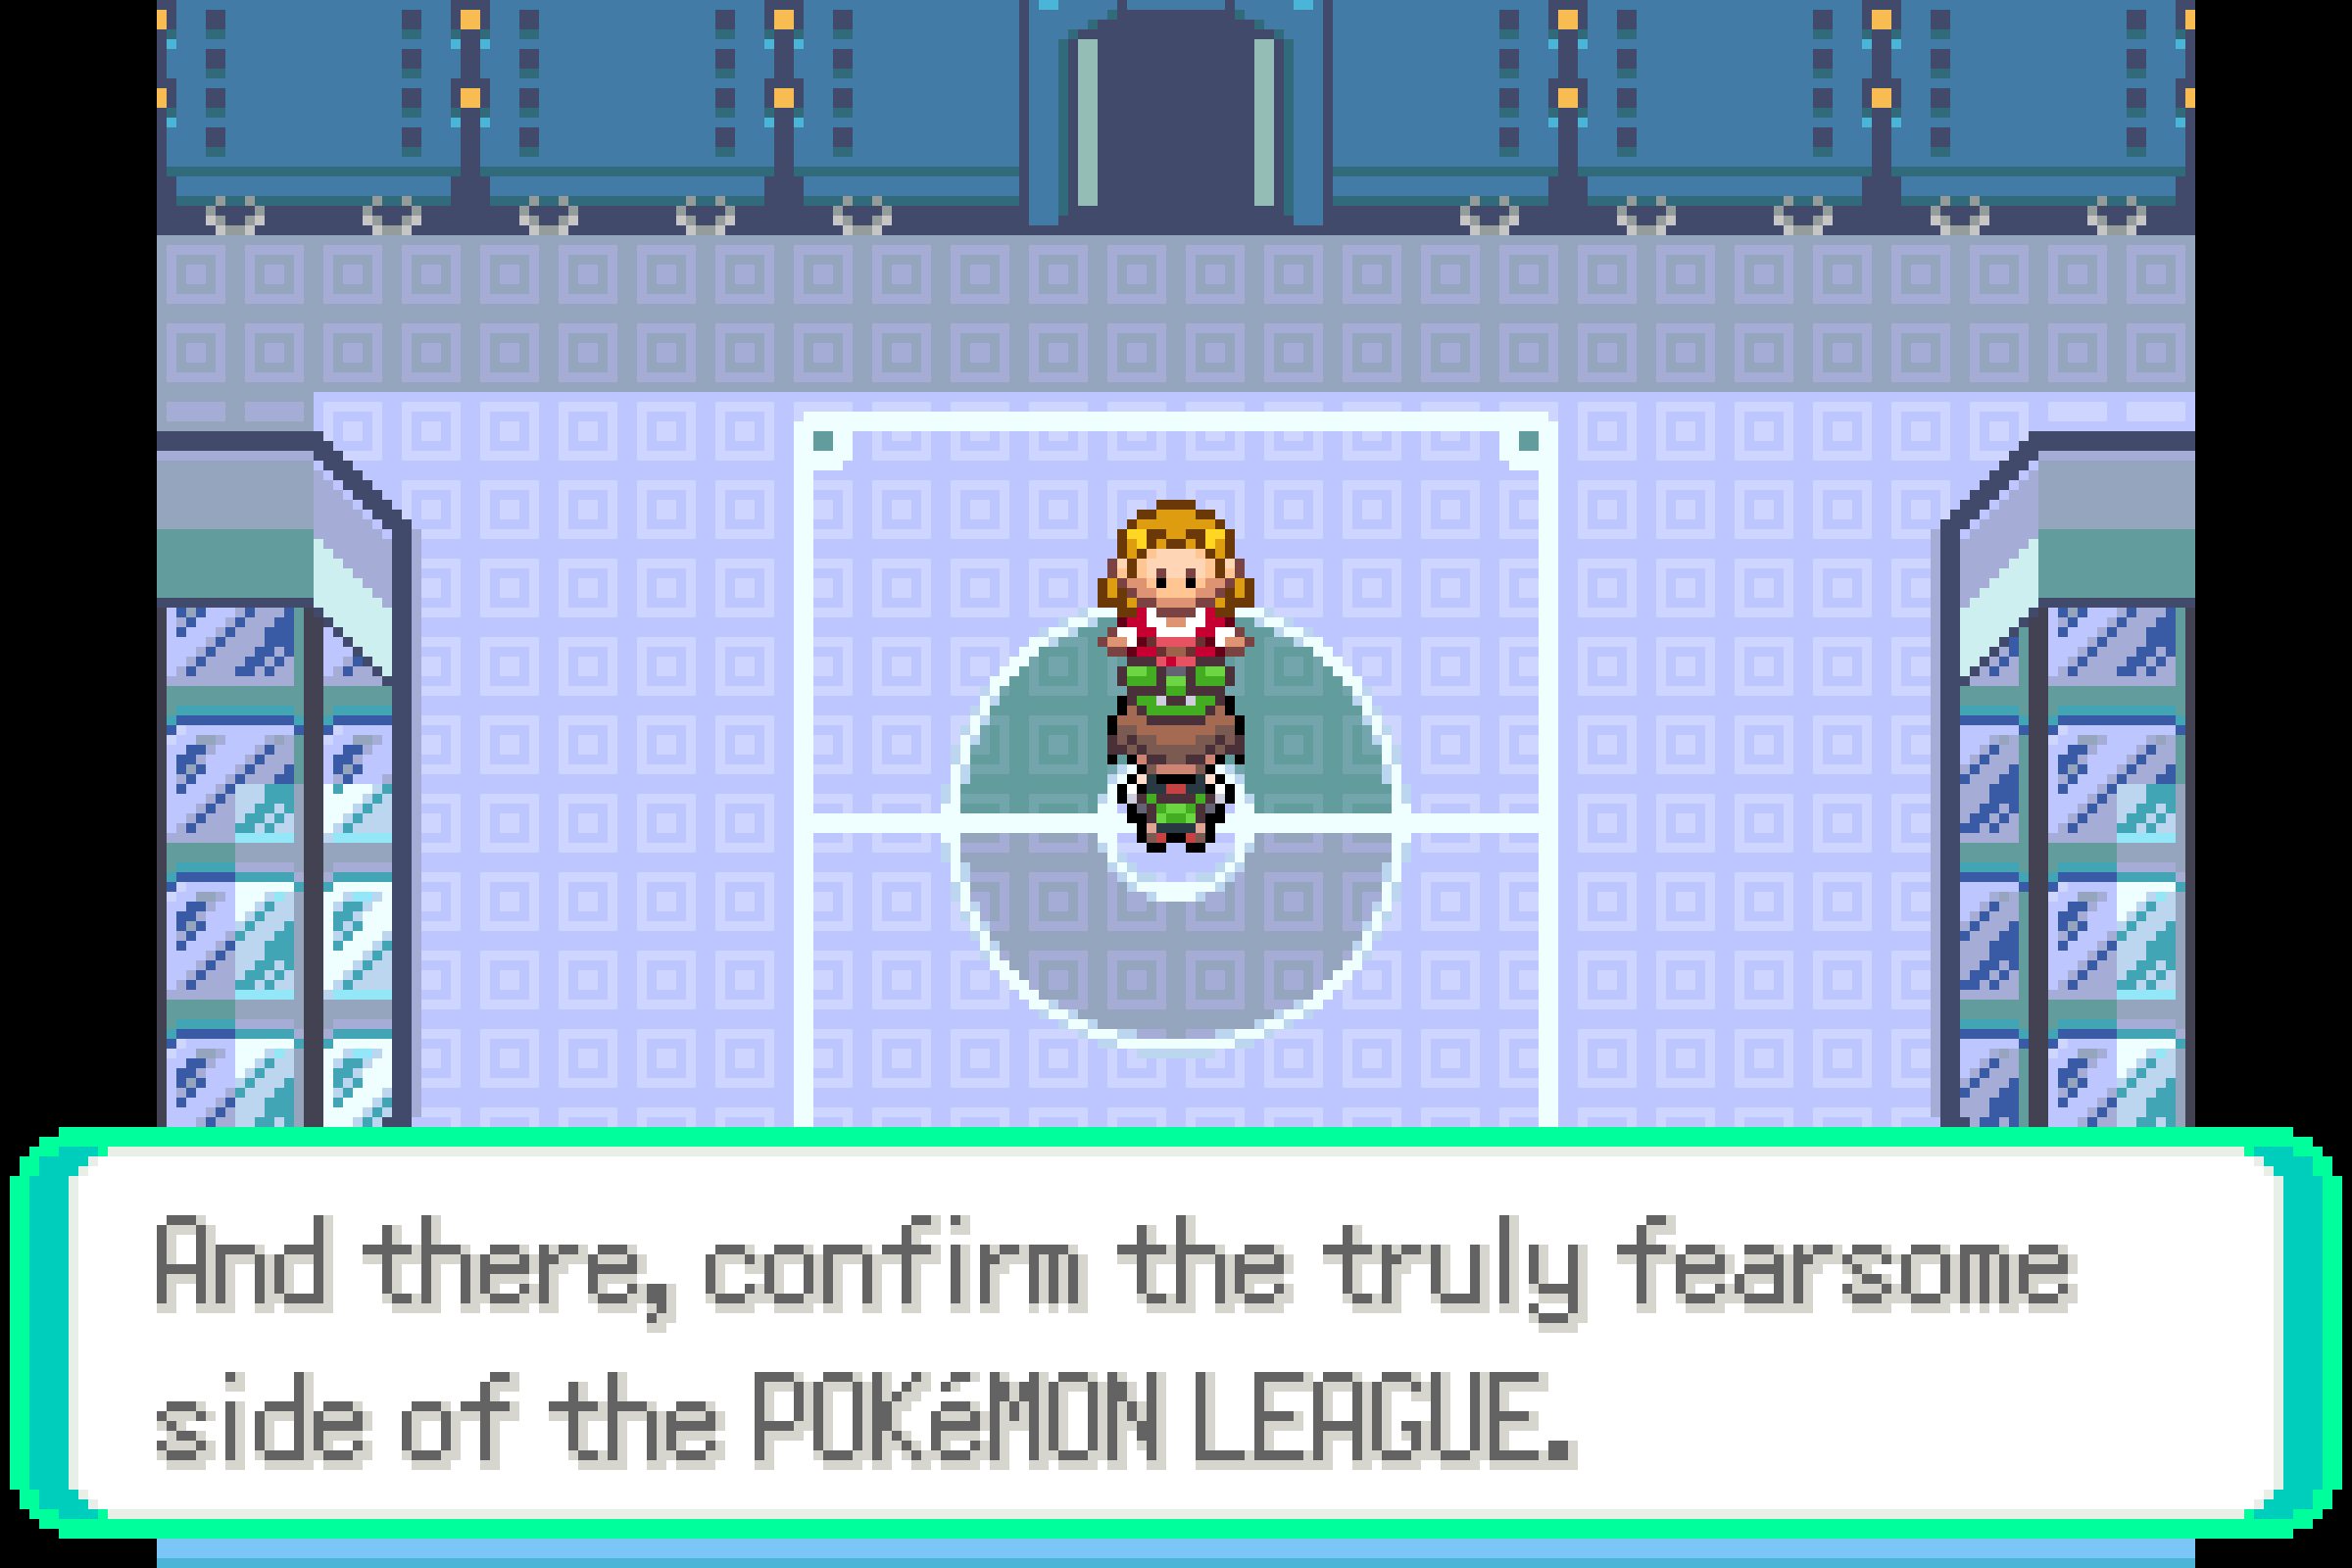 And there, confirm the truly fearsome
side of the POKéMON LEAGUE.